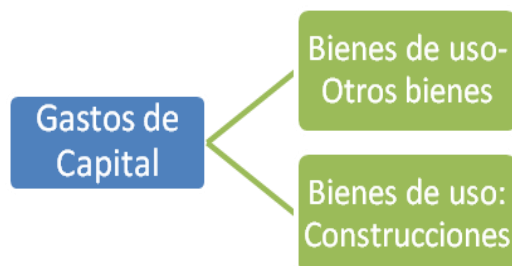 Gastos de
Capital
Bienes de uso-
Otros bienes
Bienes de uso:
Construcciones